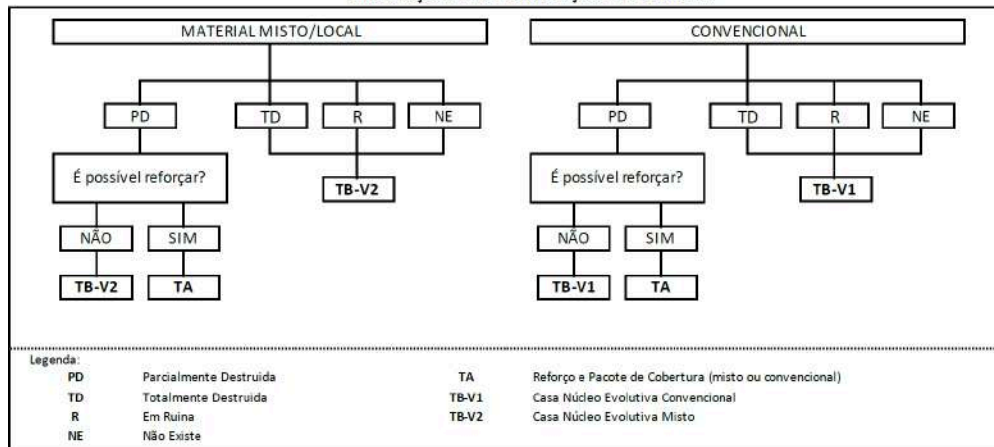 MATERIAL MISTO/LOCAL
CONVENCIONAL
PD TD R NE
PD TD R NE
É possível reforçar?
TB-V2
É possível reforçar?
TB-V1
NÃO SIM
NÃO SIM
TB-V2 TA
TB-V1 TA
Legenda:
PD Parcialmente Destruida TA Reforço e Pacote de Cobertura (misto ou convencional)
TD Totalmente Destruida TB-V1 Casa Núcleo Evolutiva Convencional
R Em Ruina TB-V2 Casa Núcleo Evolutiva Misto
NE Não Existe